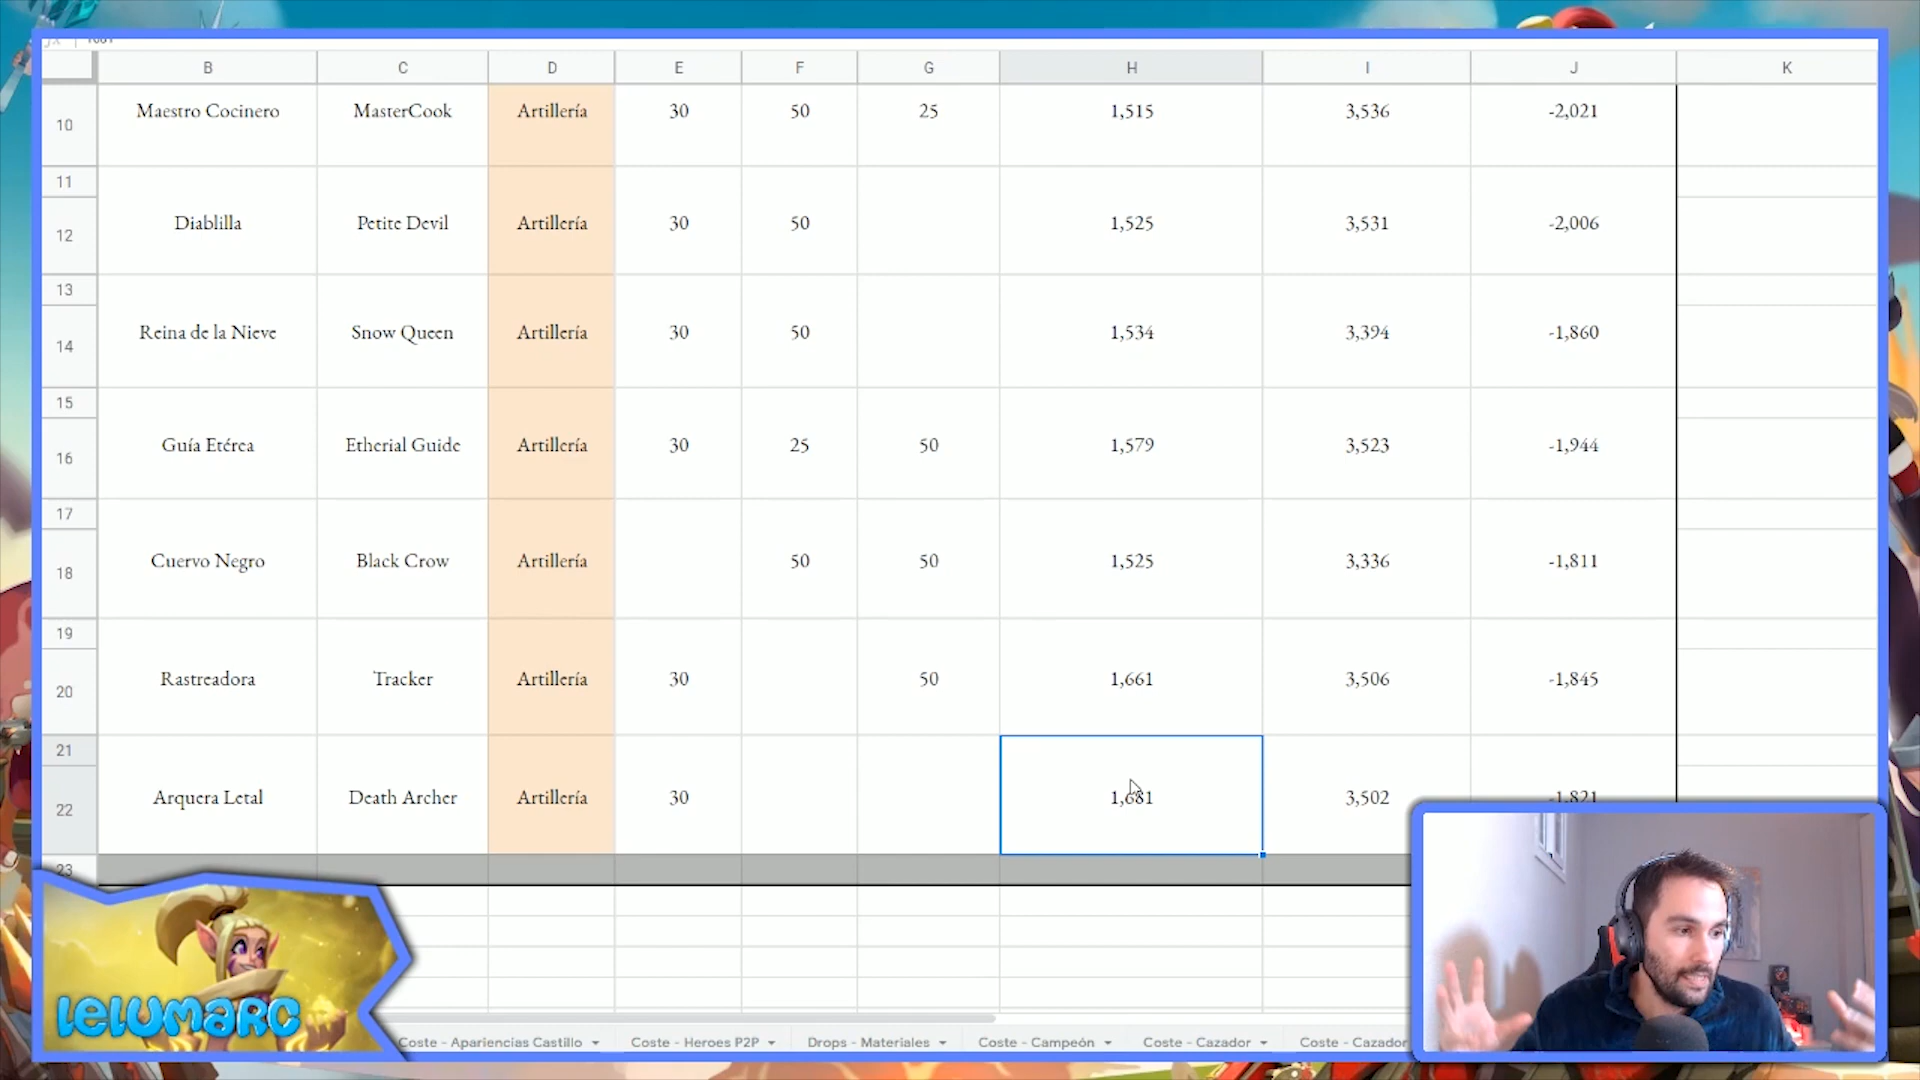 B C D E F G H I J K
10 Maestro Cocinero MasterCook Artillería 30 50 25 1,515 3,536 -2,021
11
12 Diablilla Petite Devil Artillería 30 50 1,525 3,531 -2,006
13
14 Reina de la Nieve Snow Queen Artillería 30 50 1,534 3,394 -1,860
15
16 Guía Etérea Etherial Guide Artillería 30 25 50 1,579 3,523 -1,944
17
18 Cuervo Negro Black Crow Artillería 50 50 1,525 3,336 -1,811
19
20 Rastreadora Tracker Artillería 30 50 1,661 3,506 -1,845
21
22 Arquera Letal Death Archer Artillería 30 1,681 3,502 -1,821
23
LELUMARC
Coste - Apariencias Castillo Coste - Heroes P2P Drops - Materiales Coste - Campeón Coste - Cazador Coste - Cazador